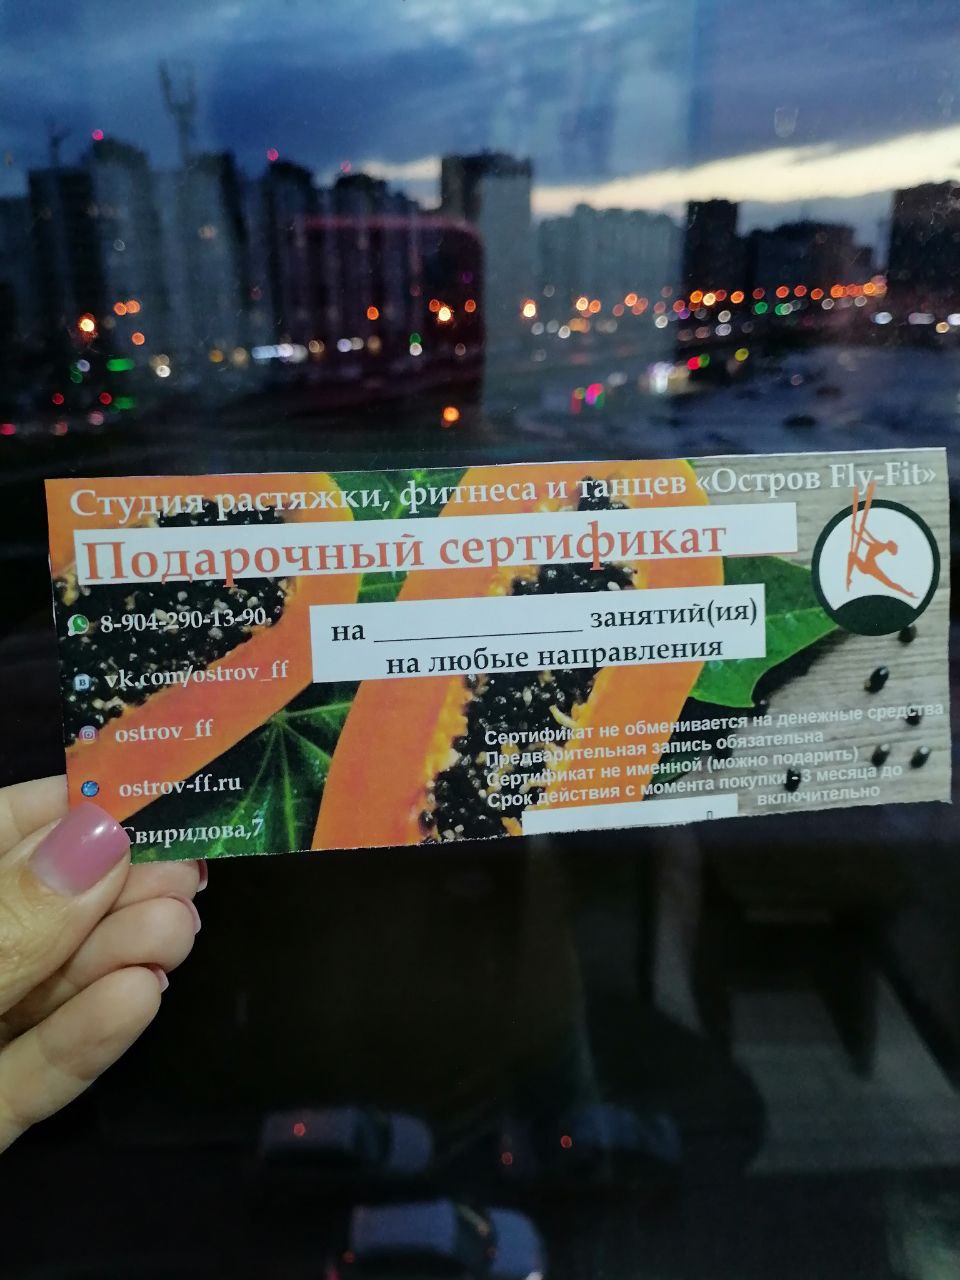 Студия растяжки, фитнеса и танцев «Остров Fly-Fit»
Подарочный сертификат
8-904-290-13-90
на _______________ занятий(ия)
на любые направления
vk.com/ostrov_ff
ostrov_ff
ostrov-ff.ru
Свиридова,7
Сертификат не обменивается на денежные средства
Предварительная запись обязательна
Сертификат не именной (можно подарить)
Срок действия с момента покупки - 3 месяца до
включительно